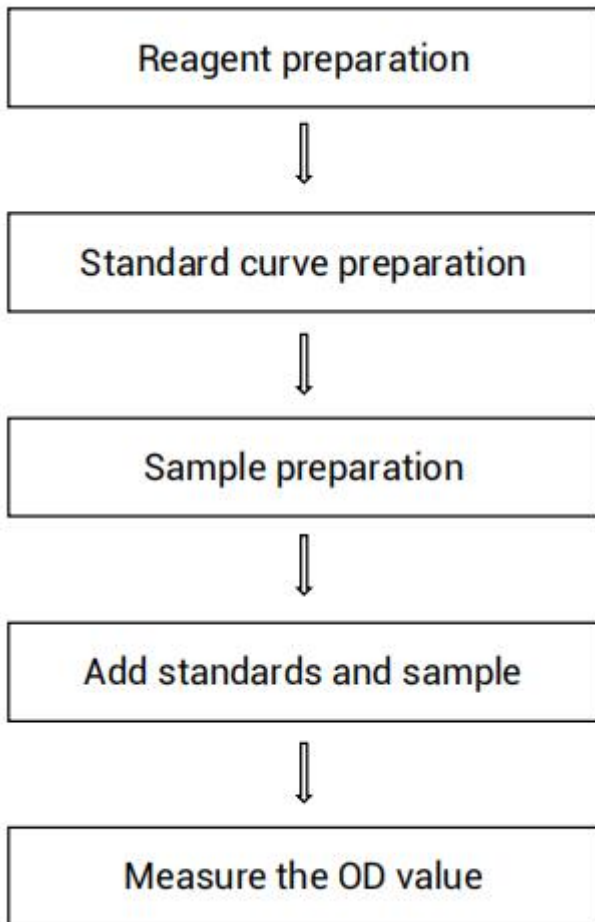 Reagent preparation
Standard curve preparation
Sample preparation
Add standards and sample
Measure the OD value